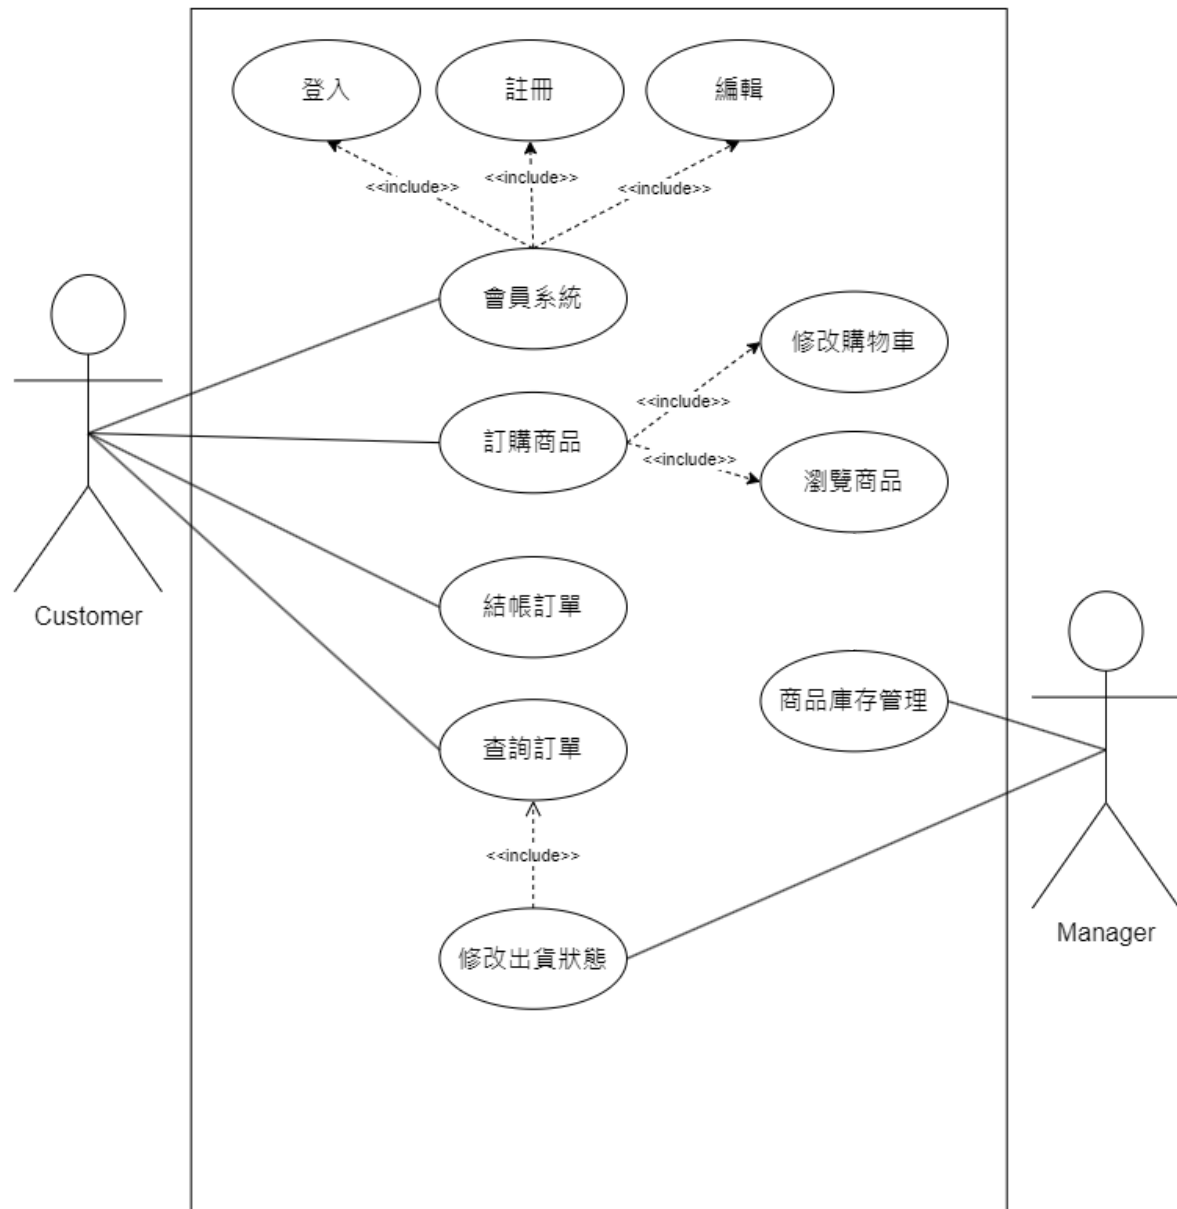 登入
註冊
編輯
<<include>>
<<include>>
<<include>>
會員系統
修改購物車
<<include>>
訂購商品
<<include>>
瀏覽商品
結帳訂單
Customer
商品庫存管理
查詢訂單
<<include>>
Manager
修改出貨狀態